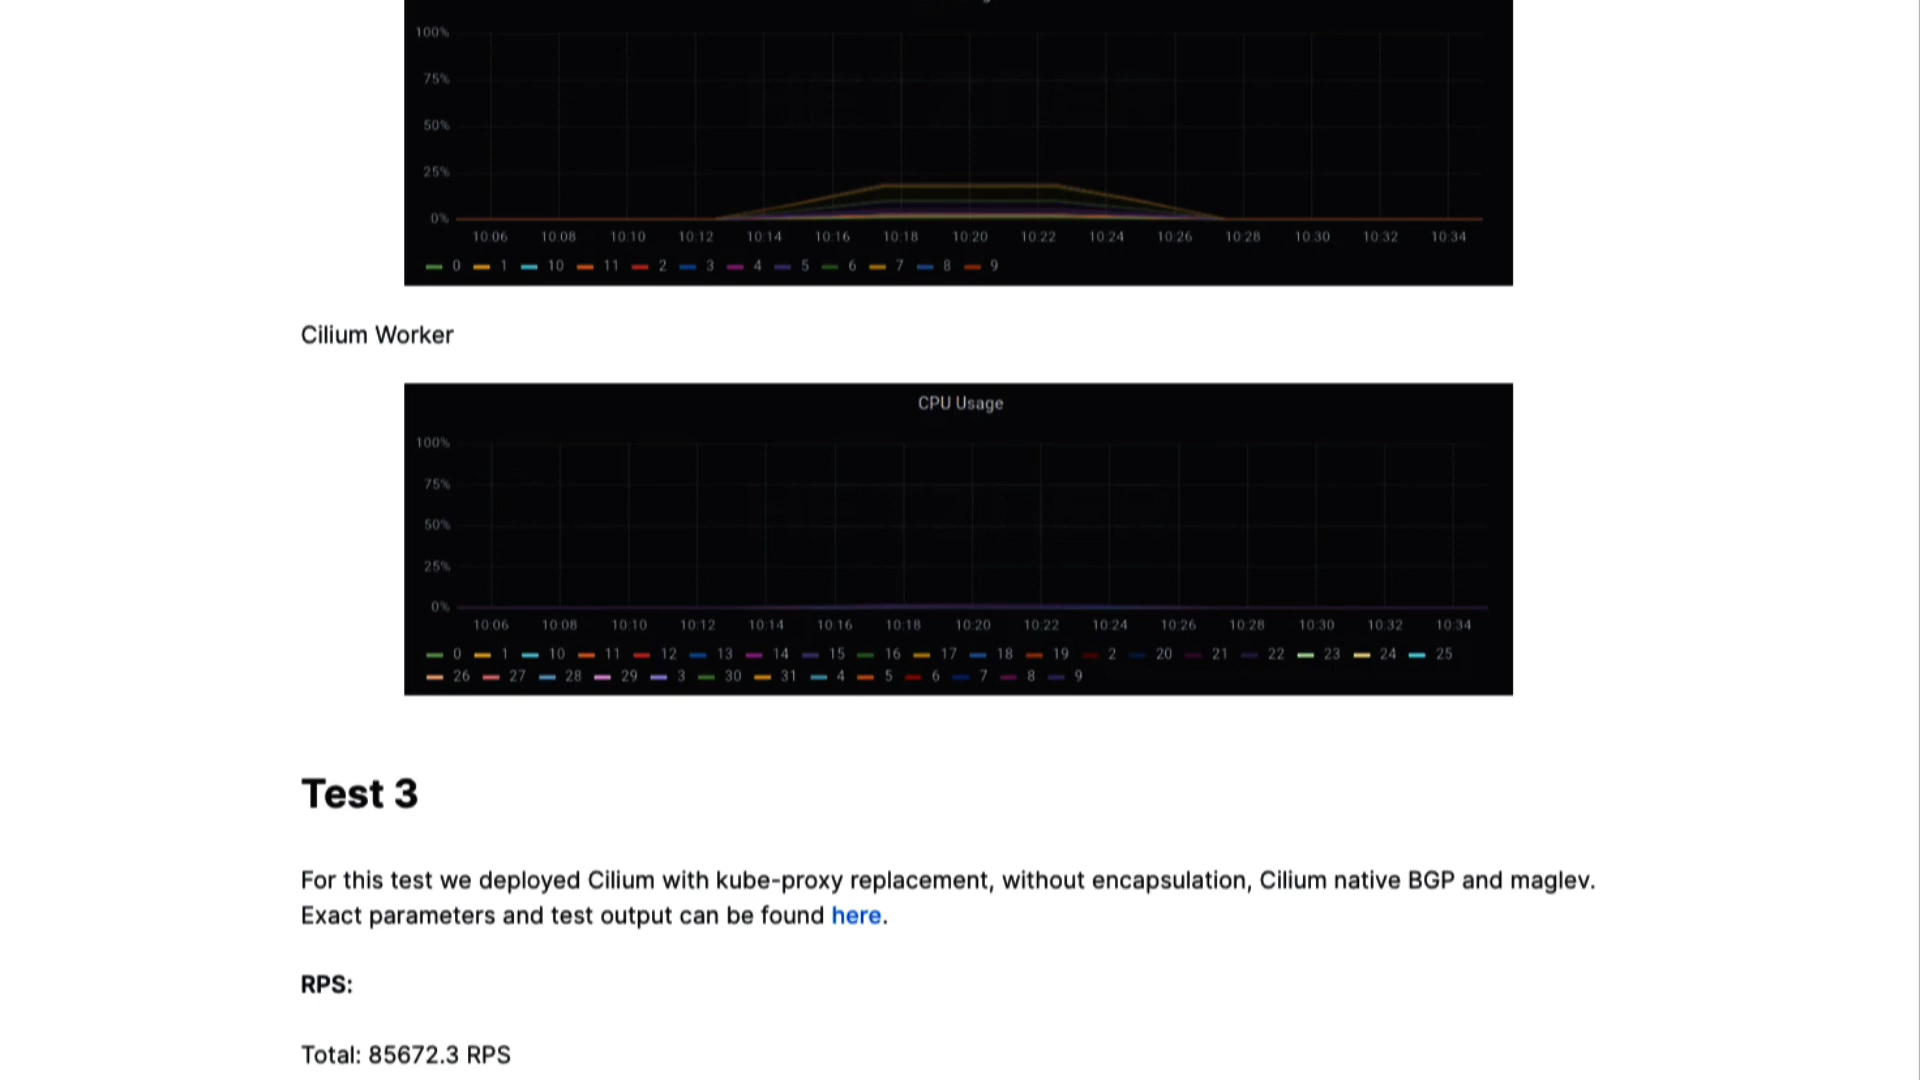 100%
75%
50%
25%
0%
10:06 10:08 10:10 10:12 10:14 10:16 10:18 10:20 10:22 10:24 10:26 10:28 10:30 10:32 10:34
0 1 10 11 2 3 4 5 6 7 8 9
Cilium Worker
CPU Usage
100%
75%
50%
25%
0%
10:06 10:08 10:10 10:12 10:14 10:16 10:18 10:20 10:22 10:24 10:26 10:28 10:30 10:32 10:34
0 1 10 11 12 13 14 15 16 17 18 19 2 20 21 22 23 24 25
26 27 28 29 3 30 31 4 5 6 7 8 9
Test 3
For this test we deployed Cilium with kube-proxy replacement, without encapsulation, Cilium native BGP and maglev.
Exact parameters and test output can be found here.
RPS:
Total: 85672.3 RPS